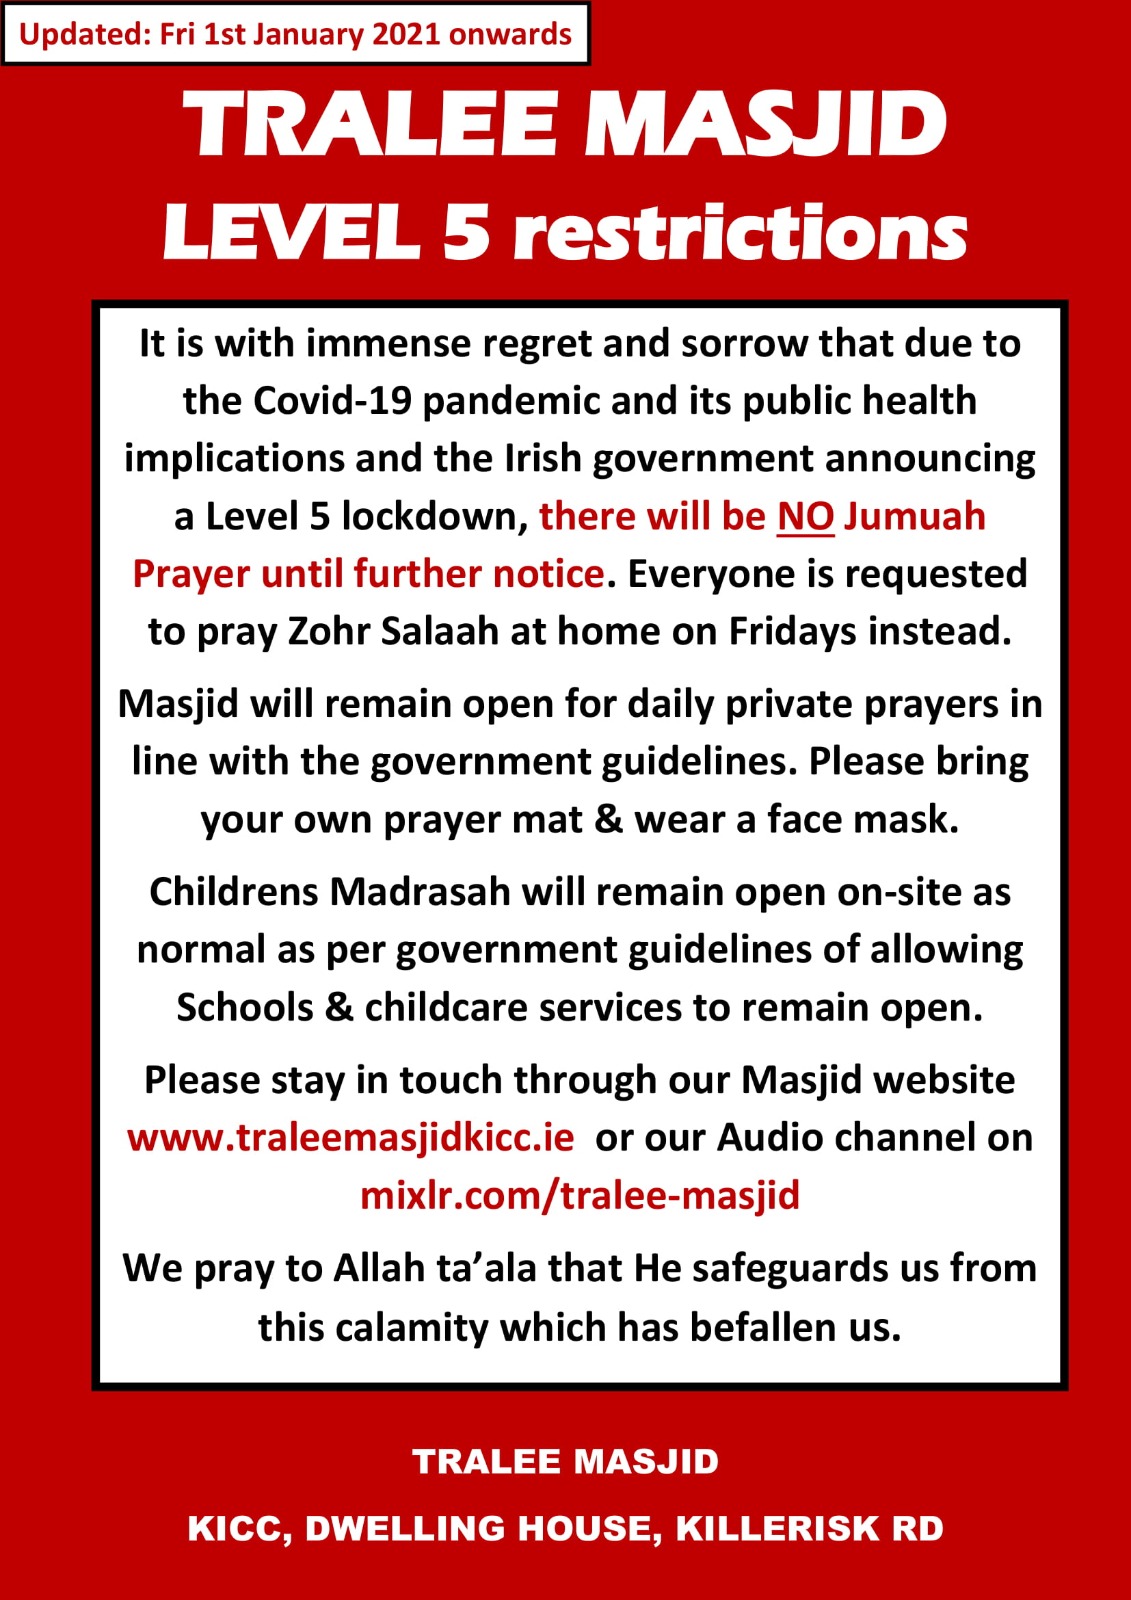 Updated: Fri 1st January 2021 onwards
TRALEE MASJID
LEVEL 5 restrictions
It is with immense regret and sorrow that due to
the Covid-19 pandemic and its public health
implications and the Irish government announcing
a Level 5 lockdown, there will be NO Jumuah
Prayer until further notice. Everyone is requested
to pray Zohr Salaah at home on Fridays instead.
Masjid will remain open for daily private prayers in
line with the government guidelines. Please bring
your own prayer mat & wear a face mask.
Childrens Madrasah will remain open on-site as
normal as per government guidelines of allowing
Schools & childcare services to remain open.
Please stay in touch through our Masjid website
www.traleemasjidkicc.ie or our Audio channel on
mixlr.com/tralee-masjid
We pray to Allah ta’ala that He safeguards us from
this calamity which has befallen us.
TRALEE MASJID
KICC, DWELLING HOUSE, KILLERISK RD